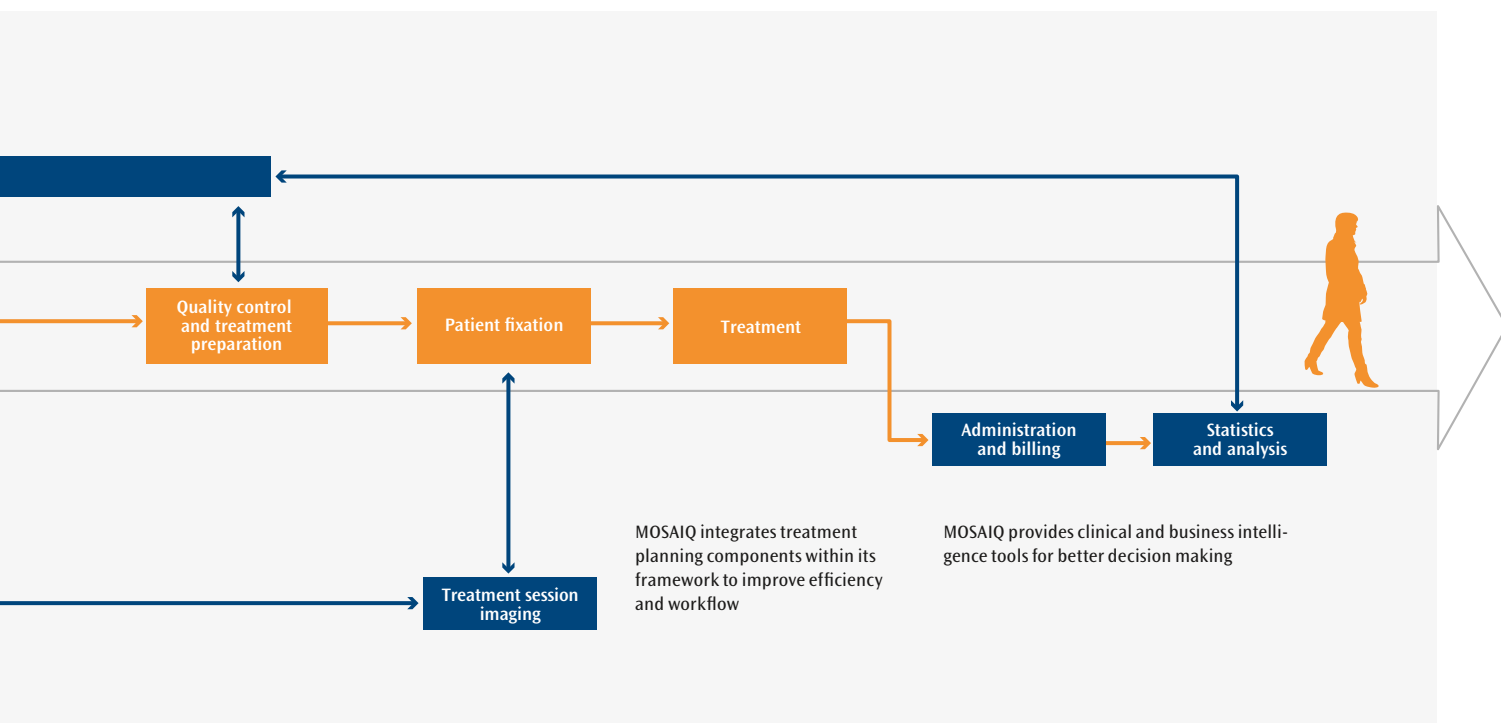 Quality control
and treatment
preparation
Patient fixation
Treatment
Administration
and billing
Statistics
and analysis
MOSAIQ integrates treatment
planning components within its
framework to improve efficiency
and workflow
MOSAIQ provides clinical and business intelli-
gence tools for better decision making
Treatment session
imaging